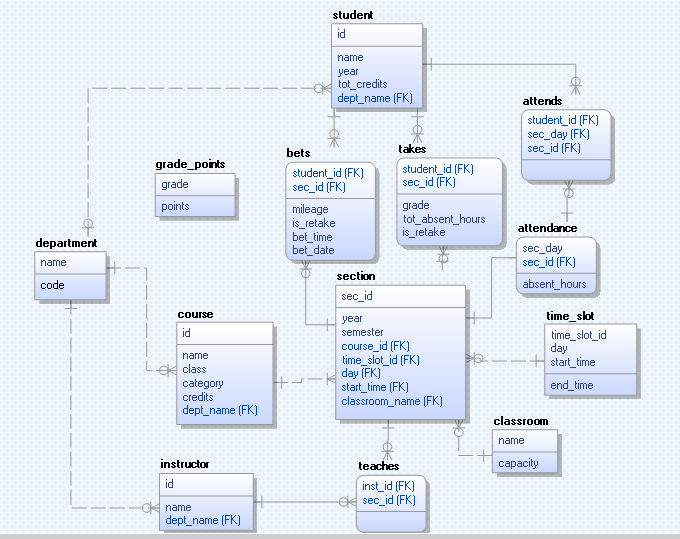 student
id
name
year
tot_credits
dept_name (FK)
attends
student_id (FK)
sec_day (FK)
sec_id (FK)
grade_points
grade
points
bets
student_id (FK)
sec_id (FK)
mileage
is_retake
bet_time
bet_date
takes
student_id (FK)
sec_id (FK)
grade
tot_absent_hours
is_retake
attendance
sec_day
sec_id (FK)
absent_hours
department
name
code
section
sec_id
year
semester
course_id (FK)
time_slot_id (FK)
day (FK)
start_time (FK)
classroom_name (FK)
course
id
name
class
category
credits
dept_name (FK)
time_slot
time_slot_id
day
start_time
end_time
classroom
name
capacity
instructor
id
name
dept_name (FK)
teaches
inst_id (FK)
sec_id (FK)